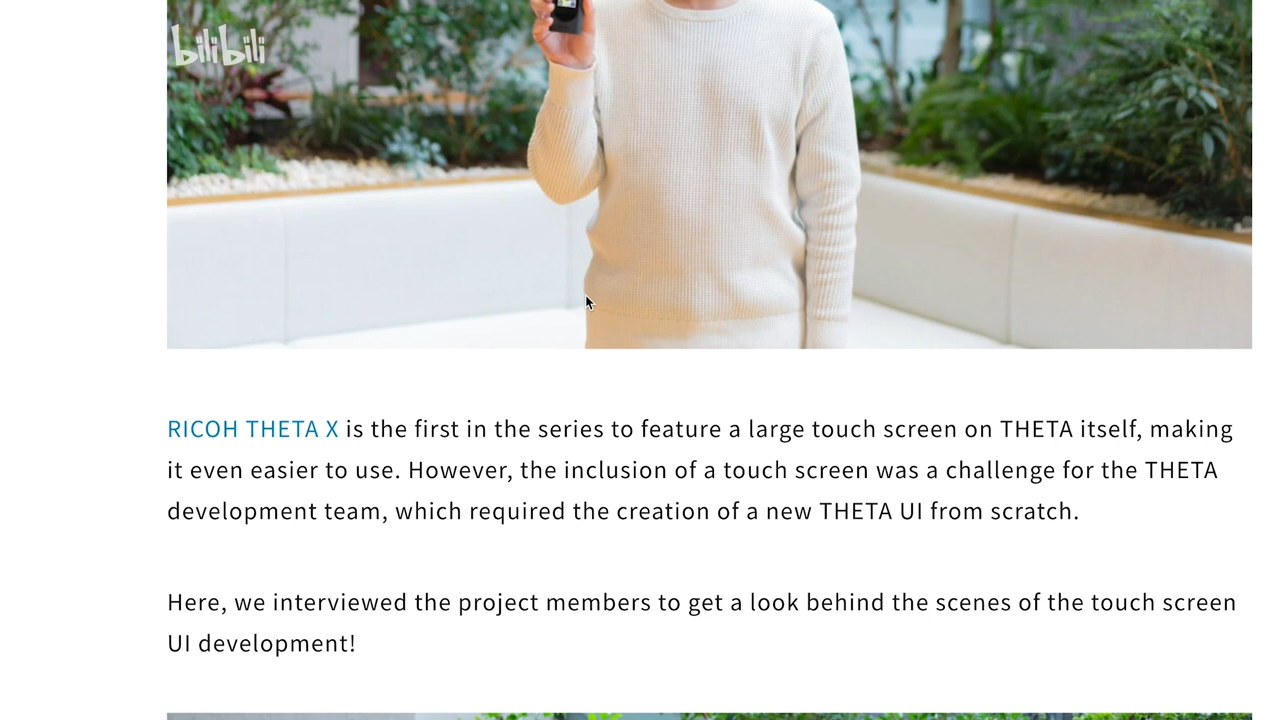 bilibili
RICOH THETA X is the first in the series to feature a large touch screen on THETA itself, making
it even easier to use. However, the inclusion of a touch screen was a challenge for the THETA
development team, which required the creation of a new THETA UI from scratch.
Here, we interviewed the project members to get a look behind the scenes of the touch screen
UI development!